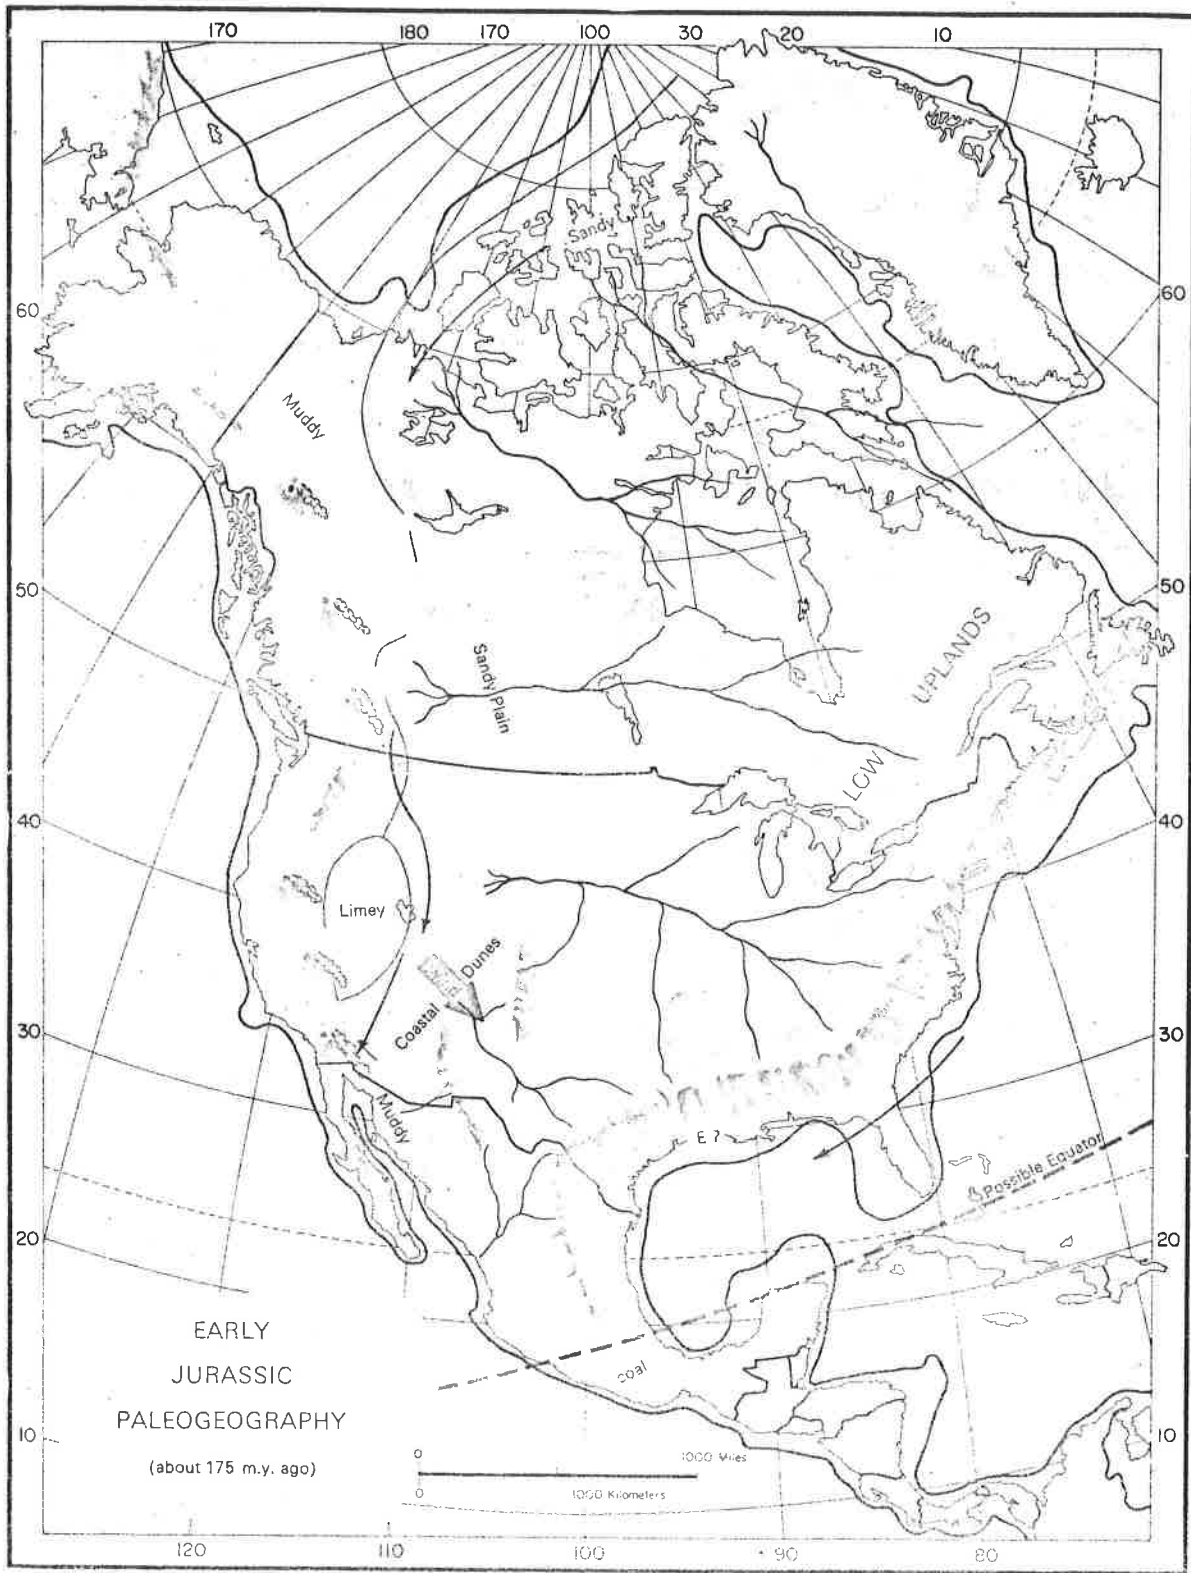 170 180 170 100 30 20 10
Sandy
60 60
Muddy
50 50
Sandy Plain
UPLANDS
LOW
40 40
Limey
Wind
Coastal Dunes
30 30
Muddy
E ?
Possible Equator
20 20
coal
EARLY
JURASSIC
PALEOGEOGRAPHY
(about 175 m.y. ago)
10 10
0 1000 Miles
0 1000 Kilometers
120 110 100 90 80